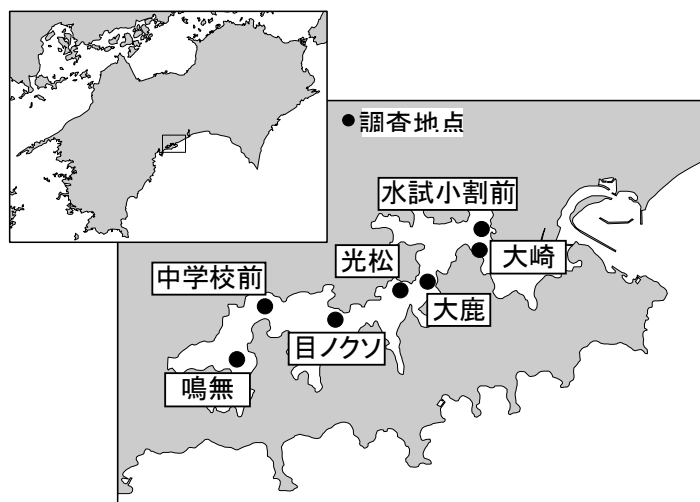 ●調査地点
水試小割前
大崎
光松
大鹿
中学校前
目ノクソ
鳴無